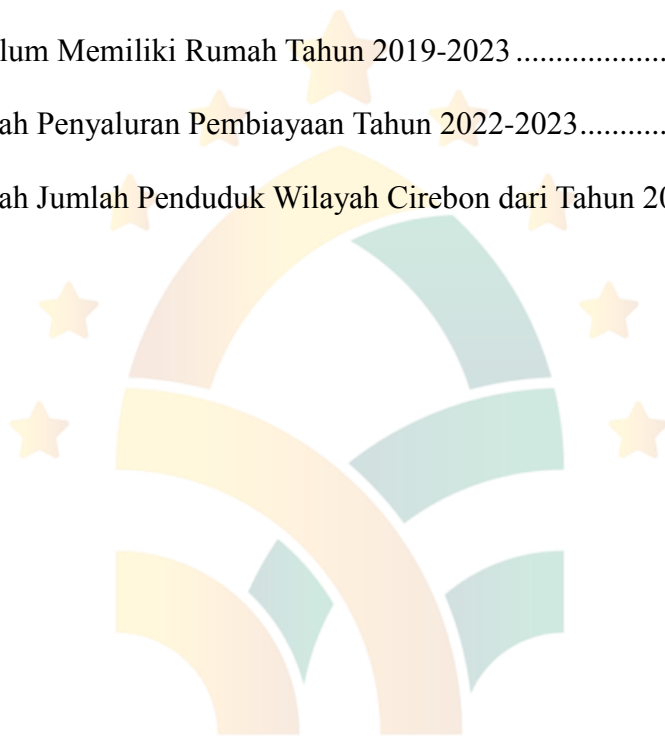 lum Memiliki Rumah Tahun 2019-2023 ...................
ah Penyaluran Pembiayaan Tahun 2022-2023...........
ah Jumlah Penduduk Wilayah Cirebon dari Tahun 20